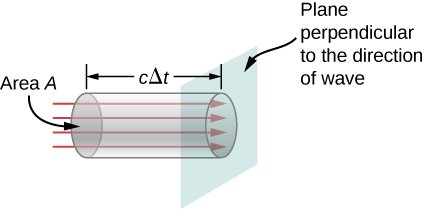 Plane
perpendicular
to the direction
of wave
cΔt
Area A